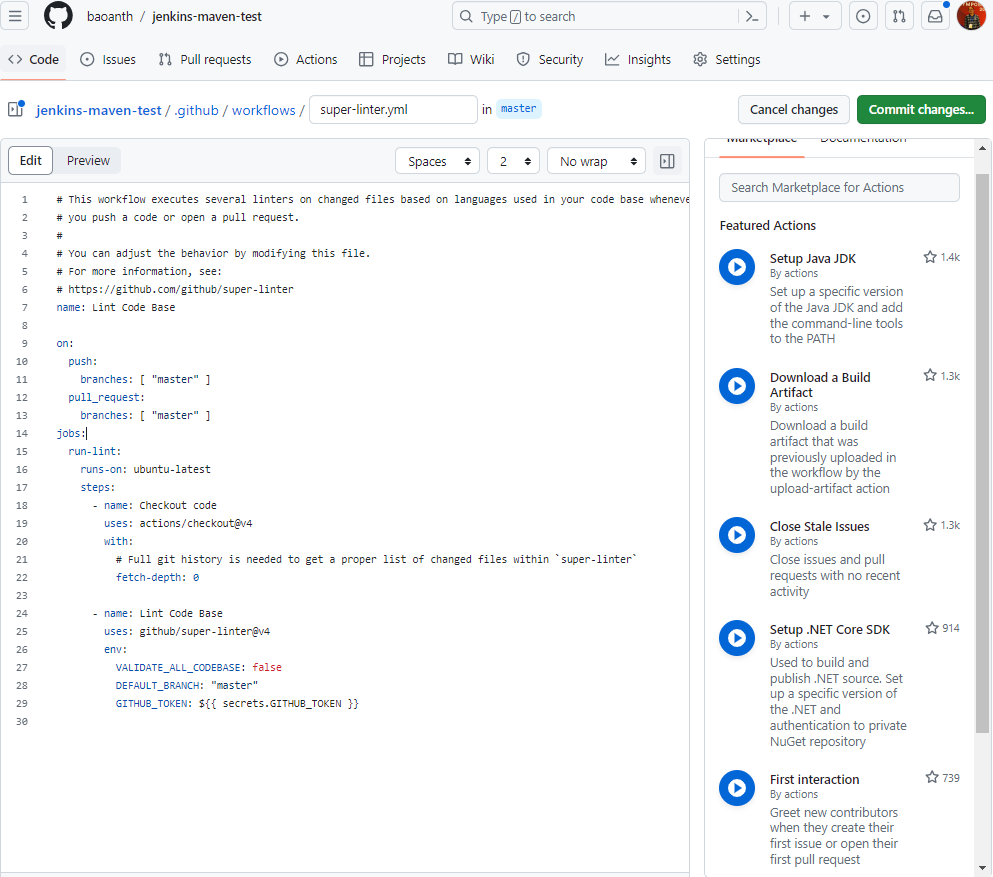 baoanth / jenkins-maven-test
Type / to search
Code
Issues
Pull requests
Actions
Projects
Wiki
Security
Insights
Settings
jenkins-maven-test / .github / workflows / super-linter.yml in master
Cancel changes
Commit changes...
Edit
Preview
Spaces
2
No wrap
1 # This workflow executes several linters on changed files based on languages used in your code base wheneve
2 # you push a code or open a pull request.
3 #
4 # You can adjust the behavior by modifying this file.
5 # For more information, see:
6 # https://github.com/github/super-linter
7 name: Lint Code Base
8
9 on:
10 push:
11 branches: [ "master" ]
12 pull_request:
13 branches: [ "master" ]
14 jobs:
15 run-lint:
16 runs-on: ubuntu-latest
17 steps:
18 - name: Checkout code
19 uses: actions/checkout@v4
20 with:
21 # Full git history is needed to get a proper list of changed files within `super-linter`
22 fetch-depth: 0
23
24 - name: Lint Code Base
25 uses: github/super-linter@v4
26 env:
27 VALIDATE_ALL_CODEBASE: false
28 DEFAULT_BRANCH: "master"
29 GITHUB_TOKEN: ${{ secrets.GITHUB_TOKEN }}
30
Marketplace
Documentation
Search Marketplace for Actions
Featured Actions
Setup Java JDK
1.4k
By actions
Set up a specific version
of the Java JDK and add
the command-line tools
to the PATH
Download a Build
Artifact
1.3k
By actions
Download a build
artifact that was
previously uploaded in
the workflow by the
upload-artifact action
Close Stale Issues
1.3k
By actions
Close issues and pull
requests with no recent
activity
Setup .NET Core SDK
914
By actions
Used to build and
publish .NET source. Set
up a specific version of
the .NET and
authentication to private
NuGet repository
First interaction
739
By actions
Greet new contributors
when they create their
first issue or open their
first pull request